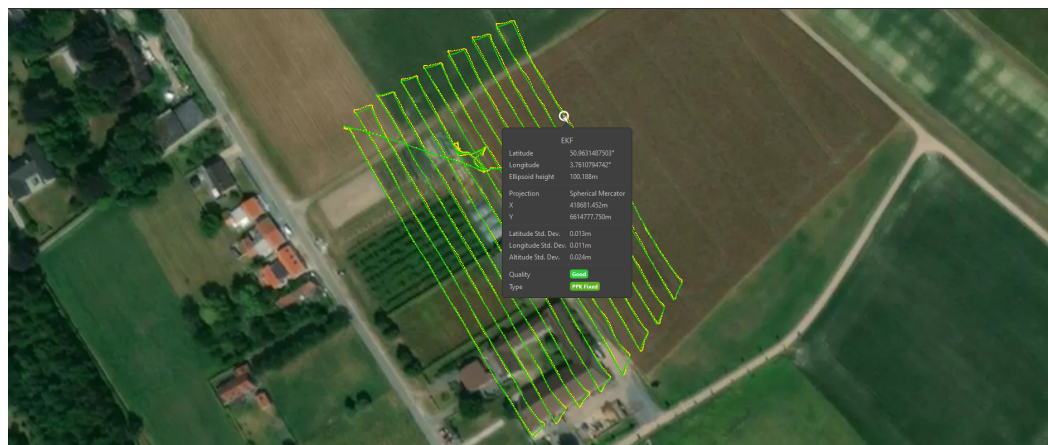 EKF
Latitude 50.9631487503°
Longitude 3.7610794742°
Ellipsoid height 100.188m
Projection Spherical Mercator
X 418681.452m
Y 6614777.750m
Latitude Std. Dev. 0.013m
Longitude Std. Dev. 0.011m
Altitude Std. Dev. 0.024m
Quality Good
Type PPK Fixed